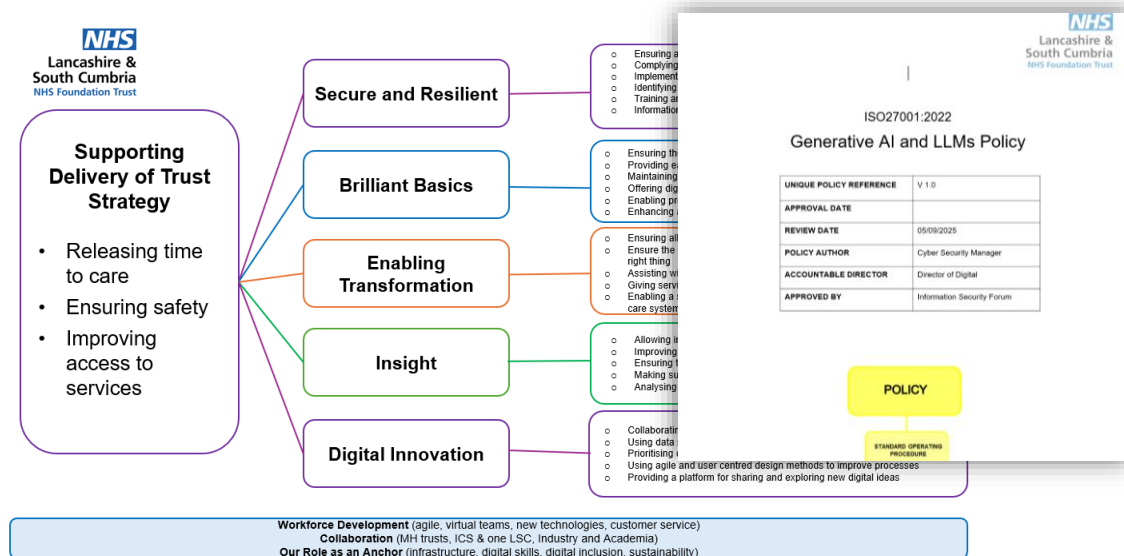 NHS
Lancashire &
South Cumbria
NHS Foundation Trust
Supporting
Delivery of Trust
Strategy
• Releasing time
to care
• Ensuring safety
• Improving
access to
services
Secure and Resilient
o Ensuring
o Complying
o Implement
o Identifying
o Training
o Information
Brilliant Basics
o Ensuring
o Providing
o Maintaining
o Offering
o Enabling
o Enhancing
Enabling
Transformation
o Ensuring
o Ensure the
right thing
o Assisting
o Giving
o Enabling a
care system
Insight
o Allowing
o Improving
o Ensuring
o Making
o Analysing
Digital Innovation
o Collaborating
o Using data
o Prioritising
o Using agile and user centred design methods to improve processes
o Providing a platform for sharing and exploring new digital ideas
NHS
Lancashire &
South Cumbria
NHS Foundation Trust
ISO27001:2022
Generative AI and LLMs Policy
UNIQUE POLICY REFERENCE V 1.0
APPROVAL DATE
REVIEW DATE 05/09/2025
POLICY AUTHOR Cyber Security Manager
ACCOUNTABLE DIRECTOR Director of Digital
APPROVED BY Information Security Forum
POLICY
STANDARD OPERATING
PROCEDURE
Workforce Development (agile, virtual teams, new technologies, customer service)
Collaboration (MH trusts, ICS & one LSC, Industry and Academia)
Our Role as an Anchor (infrastructure, digital skills, digital inclusion, sustainability)